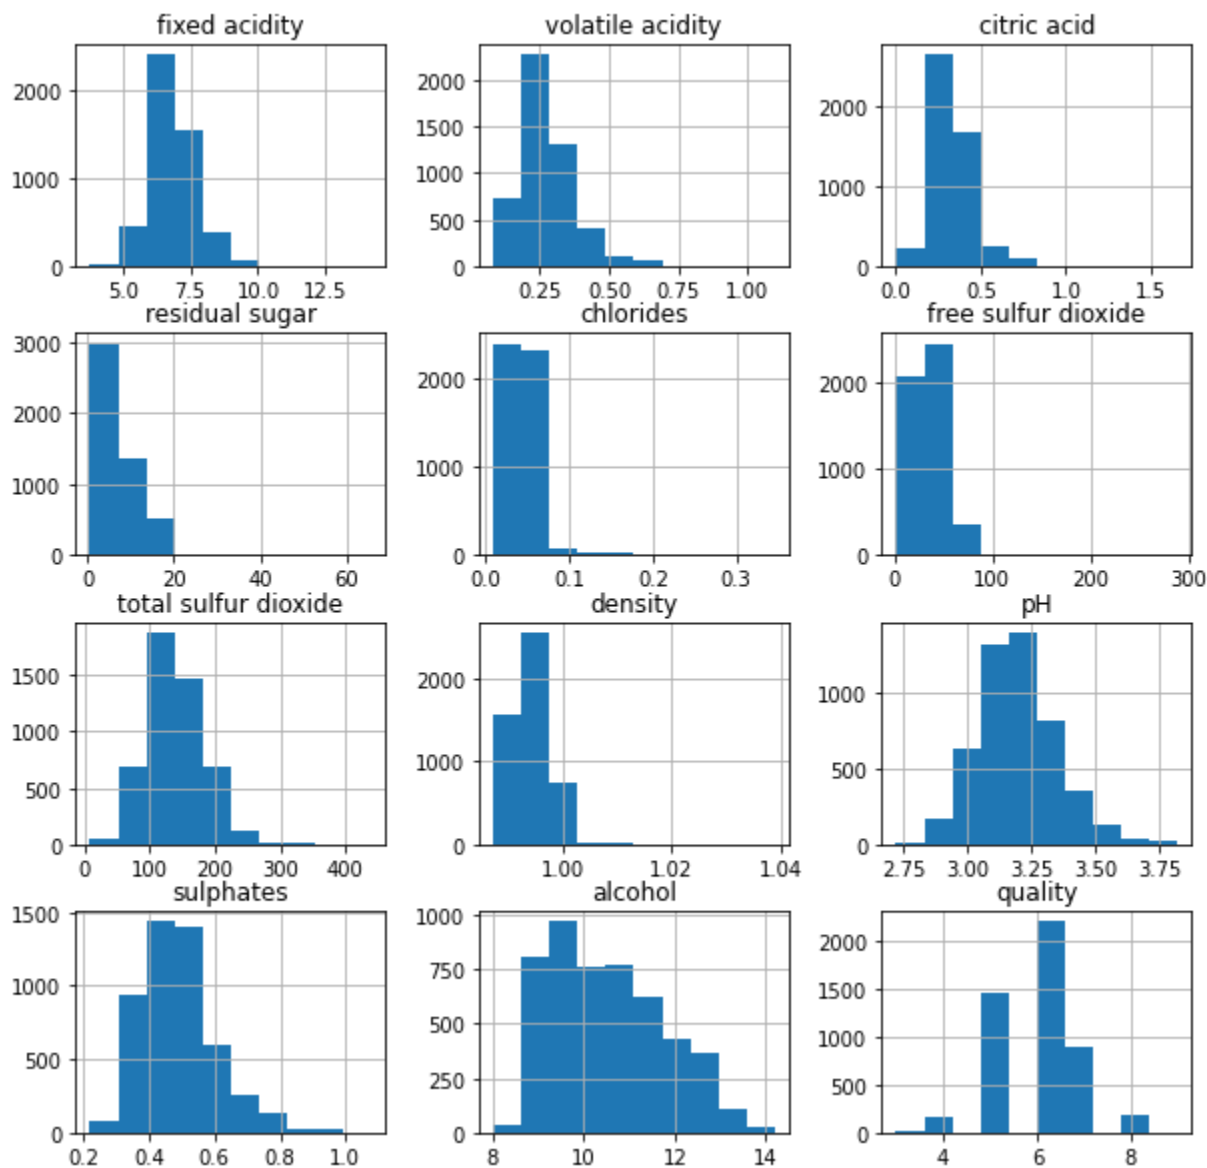 fixed acidity
2000
1000
0
5.0 7.5 10.0 12.5
volatile acidity
2000
1500
1000
500
0
0.25 0.50 0.75 1.00
citric acid
2000
1000
0
0.0 0.5 1.0 1.5
residual sugar
3000
2000
1000
0
0 20 40 60
chlorides
2000
1000
0
0.0 0.1 0.2 0.3
free sulfur dioxide
2000
1000
0
0 100 200 300
total sulfur dioxide
1500
1000
500
0
0 100 200 300 400
density
2000
1000
0
1.00 1.02 1.04
pH
1000
500
0
2.75 3.00 3.25 3.50 3.75
sulphates
1500
1000
500
0
0.2 0.4 0.6 0.8 1.0
alcohol
1000
750
500
250
0
8 10 12 14
quality
2000
1500
1000
500
0
4 6 8